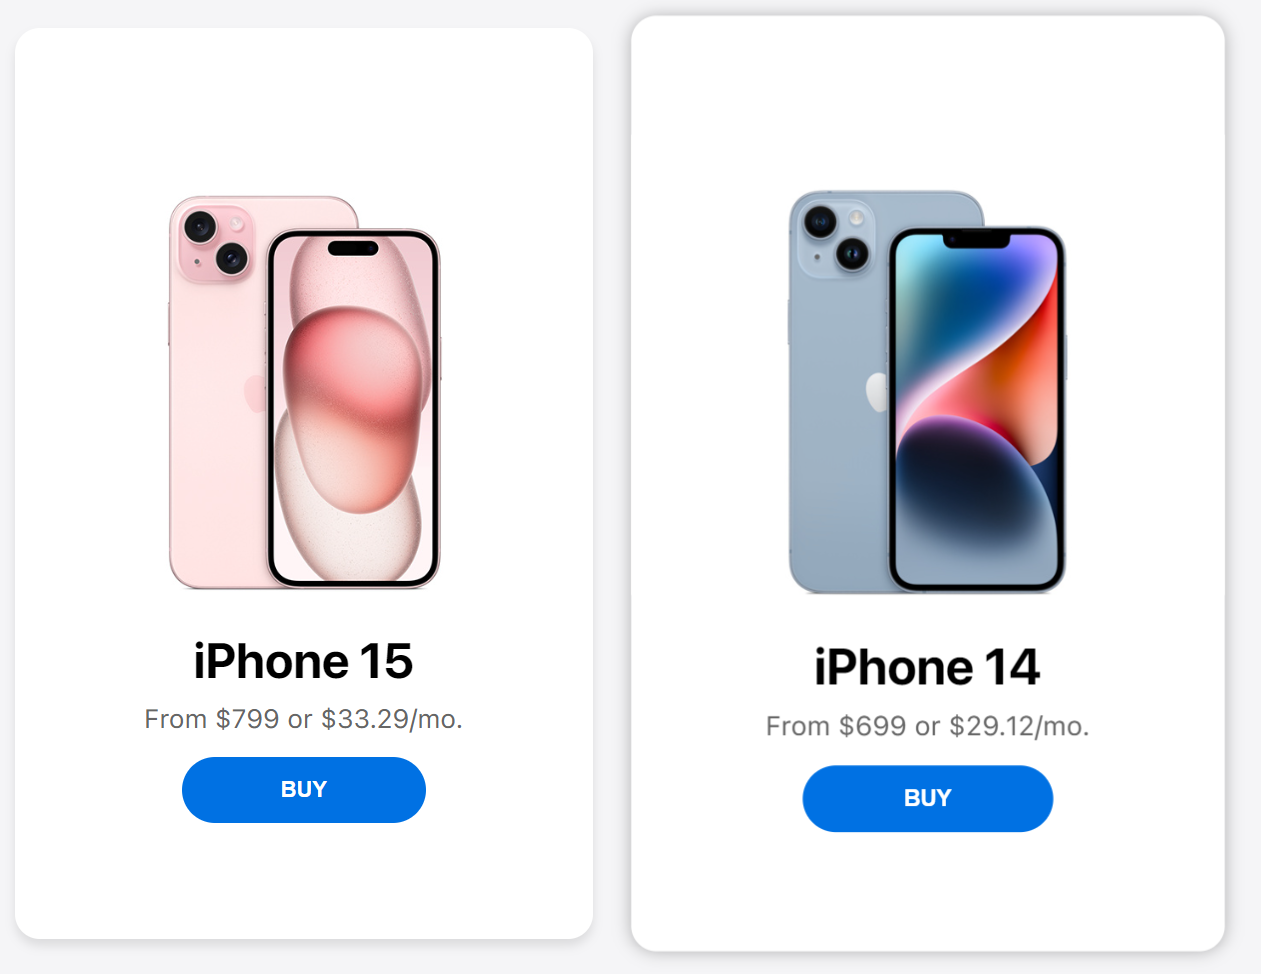 iPhone 15
From $799 or $33.29/mo.
BUY
iPhone 14
From $699 or $29.12/mo.
BUY